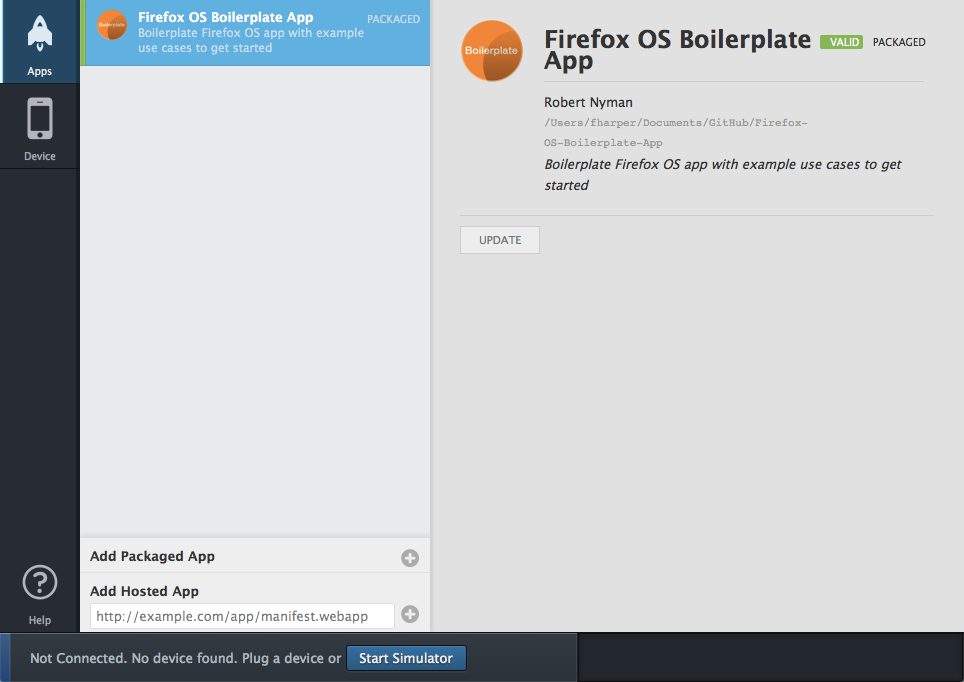 Apps
Device
Help
Boilerplate
Firefox OS Boilerplate App
PACKAGED
Boilerplate Firefox OS app with example
use cases to get started
Add Packaged App
Add Hosted App
http://example.com/app/manifest.webapp
Boilerplate
Firefox OS Boilerplate
App
VALID
PACKAGED
Robert Nyman
/Users/fharper/Documents/GitHub/Firefox-
OS-Boilerplate-App
Boilerplate Firefox OS app with example use cases to get
started
UPDATE
Not Connected. No device found. Plug a device or
Start Simulator